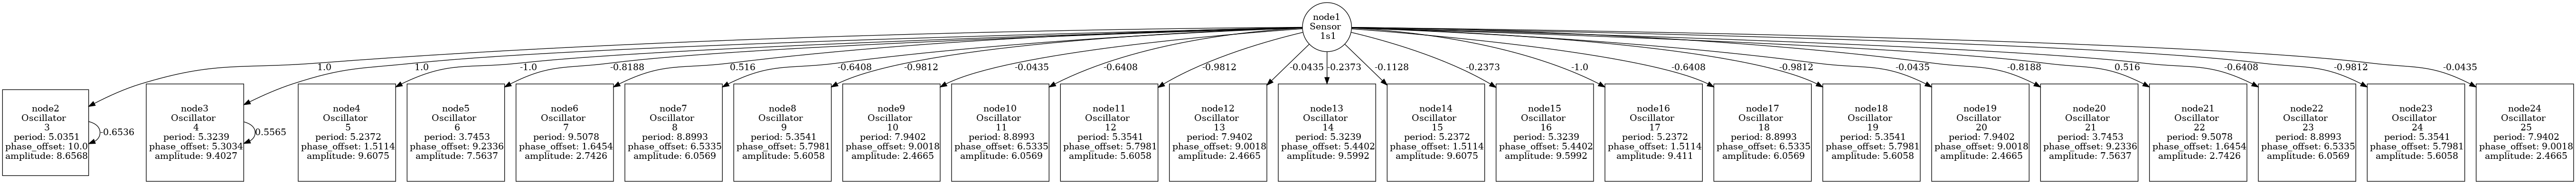 node1
Sensor
1s1
1.0
1.0
-1.0
-0.8188
0.516
-0.6408
-0.9812
-0.0435
-0.6408
-0.9812
-0.0435
-0.2373
-0.1128
-0.2373
-1.0
-0.6408
-0.9812
-0.0435
-0.8188
0.516
-0.6408
-0.9812
-0.0435
node2
Oscillator
3
period: 5.0351
phase_offset: 10.0
amplitude: 8.6568
-0.6536
node3
Oscillator
4
period: 5.3239
phase_offset: 5.3034
amplitude: 9.4027
0.5565
node4
Oscillator
5
period: 5.2372
phase_offset: 1.5114
amplitude: 9.6075
node5
Oscillator
6
period: 3.7453
phase_offset: 9.2336
amplitude: 7.5637
node6
Oscillator
7
period: 9.5078
phase_offset: 1.6454
amplitude: 2.7426
node7
Oscillator
8
period: 8.8993
phase_offset: 6.5335
amplitude: 6.0569
node8
Oscillator
9
period: 5.3541
phase_offset: 5.7981
amplitude: 5.6058
node9
Oscillator
10
period: 7.9402
phase_offset: 9.0018
amplitude: 2.4665
node10
Oscillator
11
period: 8.8993
phase_offset: 6.5335
amplitude: 6.0569
node11
Oscillator
12
period: 5.3541
phase_offset: 5.7981
amplitude: 5.6058
node12
Oscillator
13
period: 7.9402
phase_offset: 9.0018
amplitude: 2.4665
node13
Oscillator
14
period: 5.3239
phase_offset: 5.4402
amplitude: 9.5992
node14
Oscillator
15
period: 5.2372
phase_offset: 1.5114
amplitude: 9.6075
node15
Oscillator
16
period: 5.3239
phase_offset: 5.4402
amplitude: 9.5992
node16
Oscillator
17
period: 5.2372
phase_offset: 1.5114
amplitude: 9.411
node17
Oscillator
18
period: 8.8993
phase_offset: 6.5335
amplitude: 6.0569
node18
Oscillator
19
period: 5.3541
phase_offset: 5.7981
amplitude: 5.6058
node19
Oscillator
20
period: 7.9402
phase_offset: 9.0018
amplitude: 2.4665
node20
Oscillator
21
period: 3.7453
phase_offset: 9.2336
amplitude: 7.5637
node21
Oscillator
22
period: 9.5078
phase_offset: 1.6454
amplitude: 2.7426
node22
Oscillator
23
period: 8.8993
phase_offset: 6.5335
amplitude: 6.0569
node23
Oscillator
24
period: 5.3541
phase_offset: 5.7981
amplitude: 5.6058
node24
Oscillator
25
period: 7.9402
phase_offset: 9.0018
amplitude: 2.4665